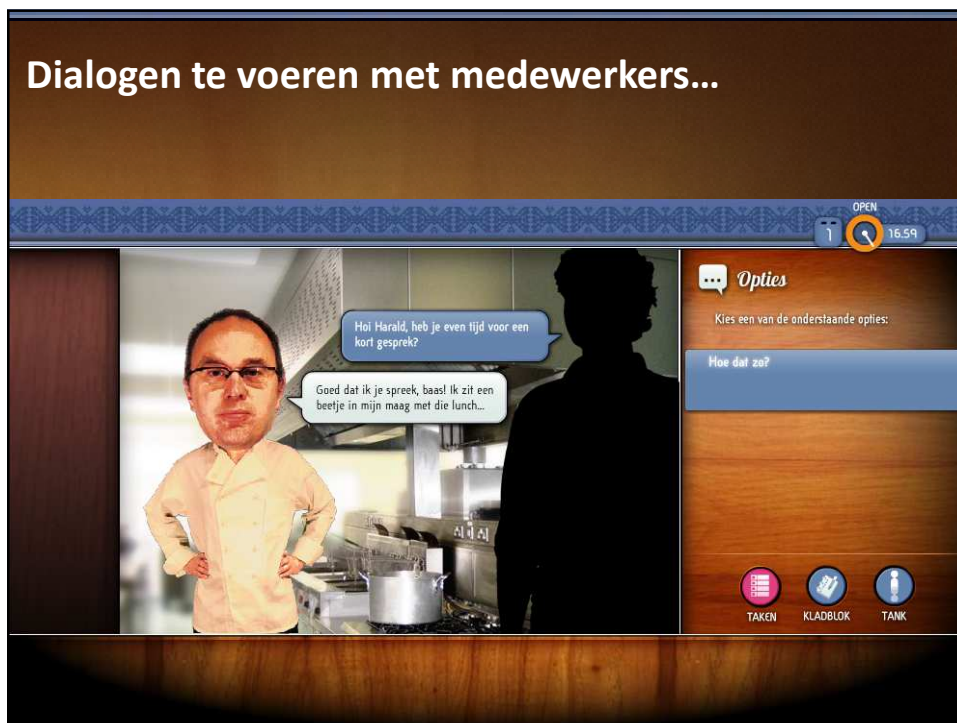 Dialogen te voeren met medewerkers…
OPEN
1
16.59
Hoi Harald, heb je even tijd voor een
kort gesprek?
Goed dat ik je spreek, baas! Ik zit een
beetje in mijn maag met die lunch...
... Opties
Kies een van de onderstaande opties:
Hoe dat zo?
TAKEN
KLADBLOK
TANK